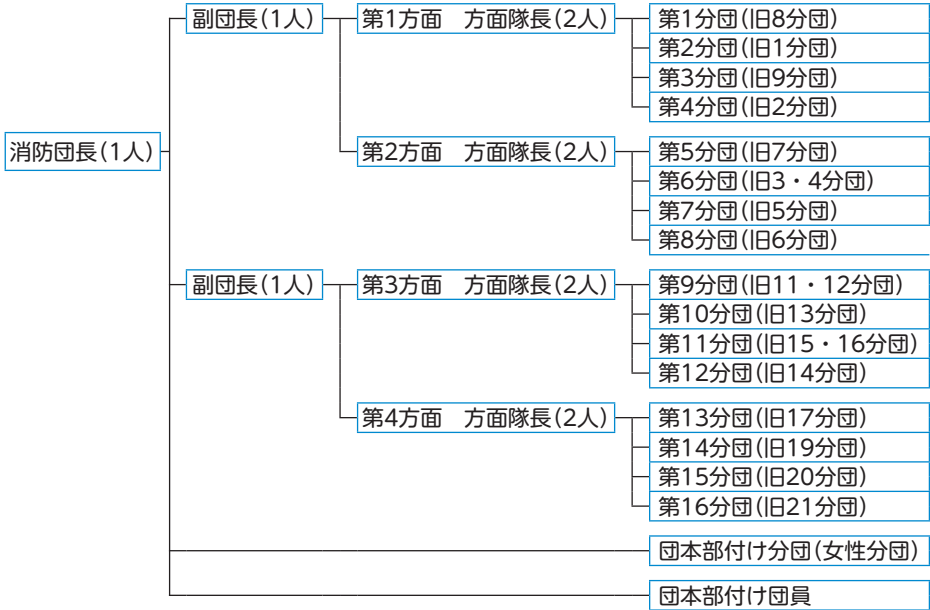 消防団長(1人)
副団長(1人)
第1方面　方面隊長(2人)
第1分団(旧8分団)
第2分団(旧1分団)
第3分団(旧9分団)
第4分団(旧2分団)
第2方面　方面隊長(2人)
第5分団(旧7分団)
第6分団(旧3・4分団)
第7分団(旧5分団)
第8分団(旧6分団)
副団長(1人)
第3方面　方面隊長(2人)
第9分団(旧11・12分団)
第10分団(旧13分団)
第11分団(旧15・16分団)
第12分団(旧14分団)
第4方面　方面隊長(2人)
第13分団(旧17分団)
第14分団(旧19分団)
第15分団(旧20分団)
第16分団(旧21分団)
団本部付け分団(女性分団)
団本部付け団員